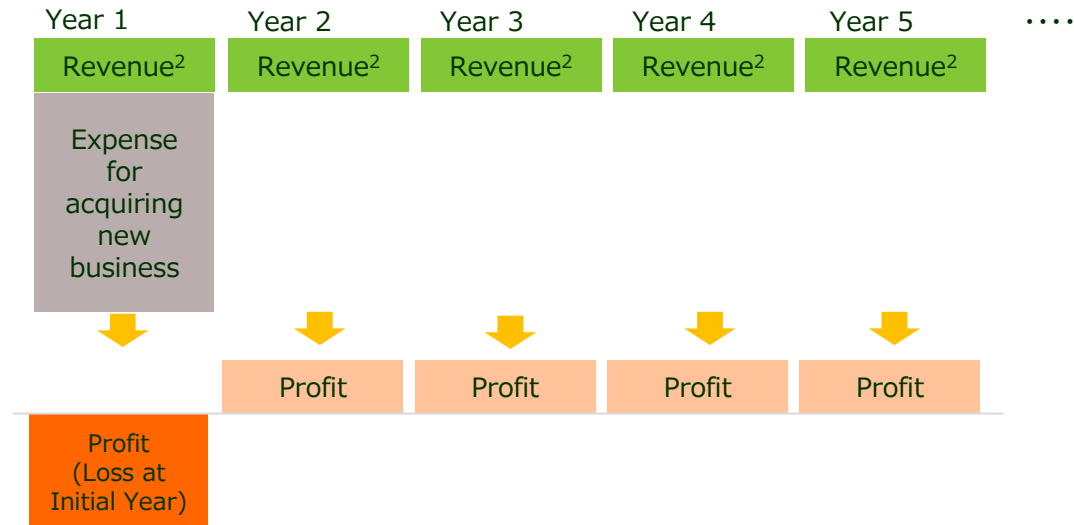 Year 1
Year 2
Year 3
Year 4
Year 5
····
Revenue²
Revenue²
Revenue²
Revenue²
Revenue²
Expense
for
acquiring
new
business
Profit
Profit
Profit
Profit
Profit
(Loss at
Initial Year)